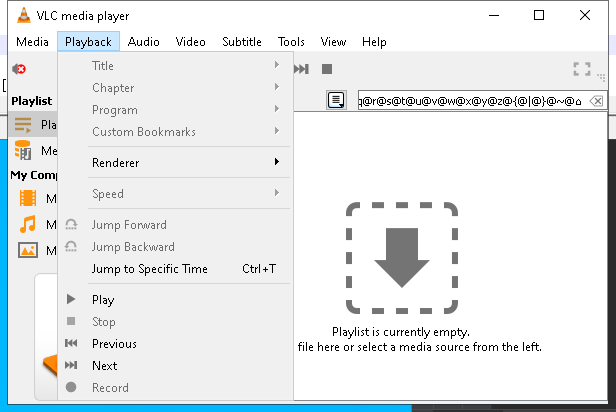 VLC media player
Media Playback Audio Video Subtitle Tools View Help
Title
Chapter
Program
Custom Bookmarks
Renderer
Speed
Jump Forward
Jump Backward
Jump to Specific Time Ctrl+T
Play
Stop
Previous
Next
Record
Playlist
Pla
Me
My Comp
M
M
M
q@r@s@t@u@v@w@x@y@z@{@|@}@~@⌂
Playlist is currently empty.
file here or select a media source from the left.